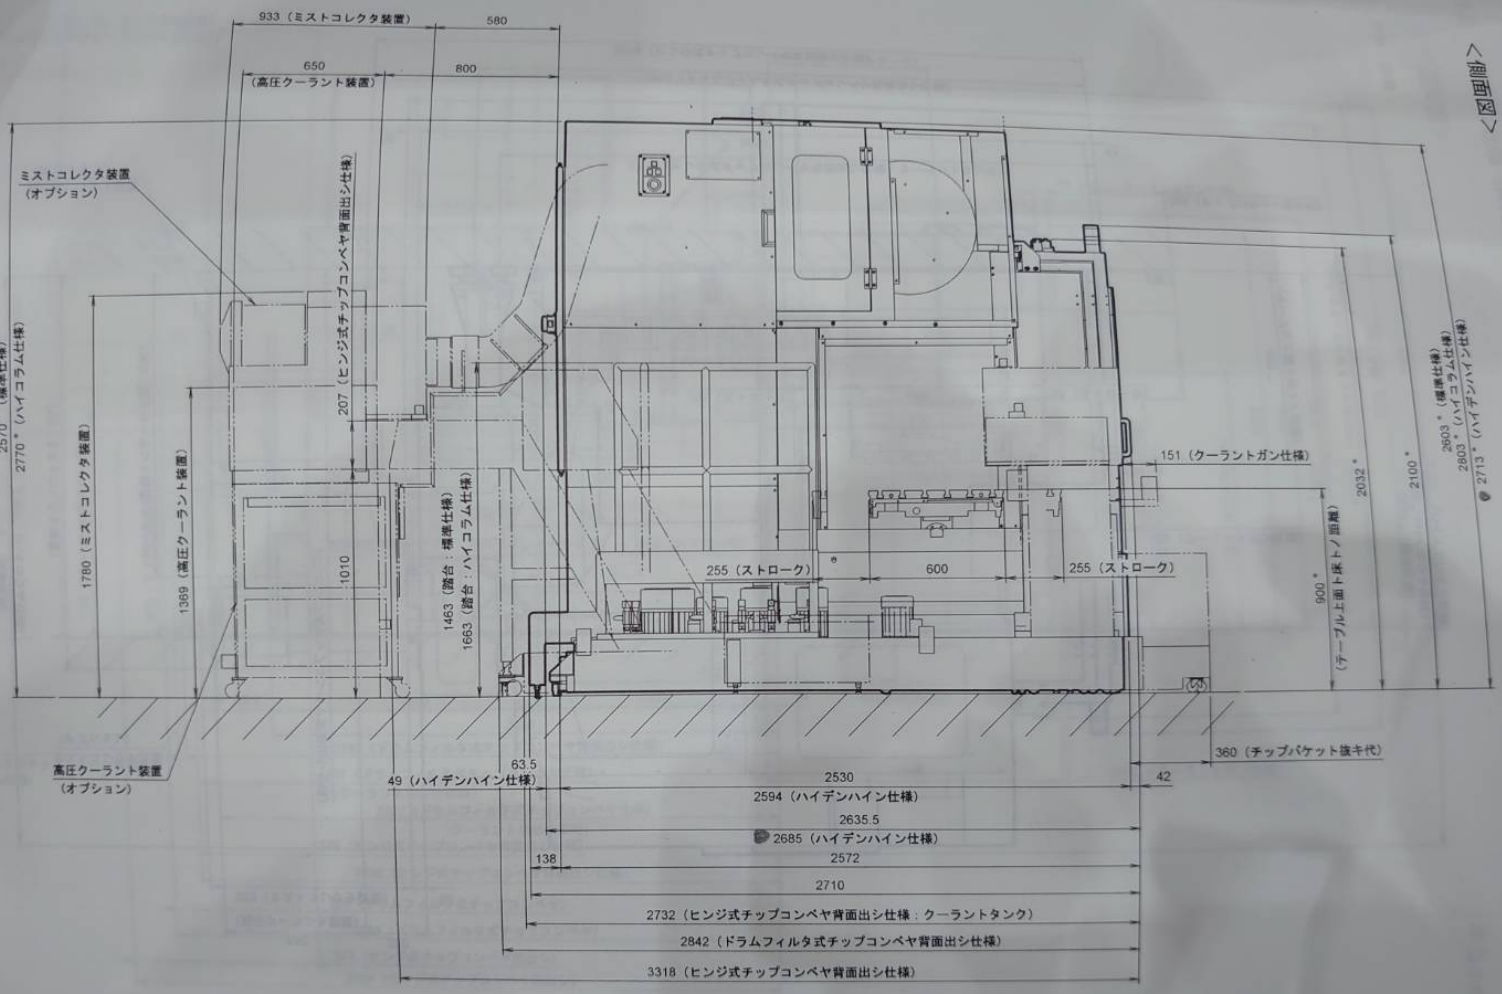 933 (ミストコレクタ装置)
580
650
(高圧クーラント装置)
800
<側面図>
ミストコレクタ装置
(オプション)
207 (ヒンジ式チップコンベヤ背面出シ仕様)
2570 (標準仕様)
2770* (ハイコラム仕様)
1780 (ミストコレクタ装置)
1369 (高圧クーラント装置)
1010
1463 (踏台：標準仕様)
1663 (踏台：ハイコラム仕様)
151 (クーラントガン仕様)
255 (ストローク)
600
255 (ストローク)
900*
(テーブル上面ト床トノ距離)
2032*
2100*
2603* (標準仕様)
2803* (ハイコラム仕様)
2713* (ハイデンハイン仕様)
高圧クーラント装置
(オプション)
63.5
49 (ハイデンハイン仕様)
2530
2594 (ハイデンハイン仕様)
42
360 (チップバケット抜キ代)
2635.5
2685 (ハイデンハイン仕様)
138
2572
2710
2732 (ヒンジ式チップコンベヤ背面出シ仕様：クーラントタンク)
2842 (ドラムフィルタ式チップコンベヤ背面出シ仕様)
3318 (ヒンジ式チップコンベヤ背面出シ仕様)